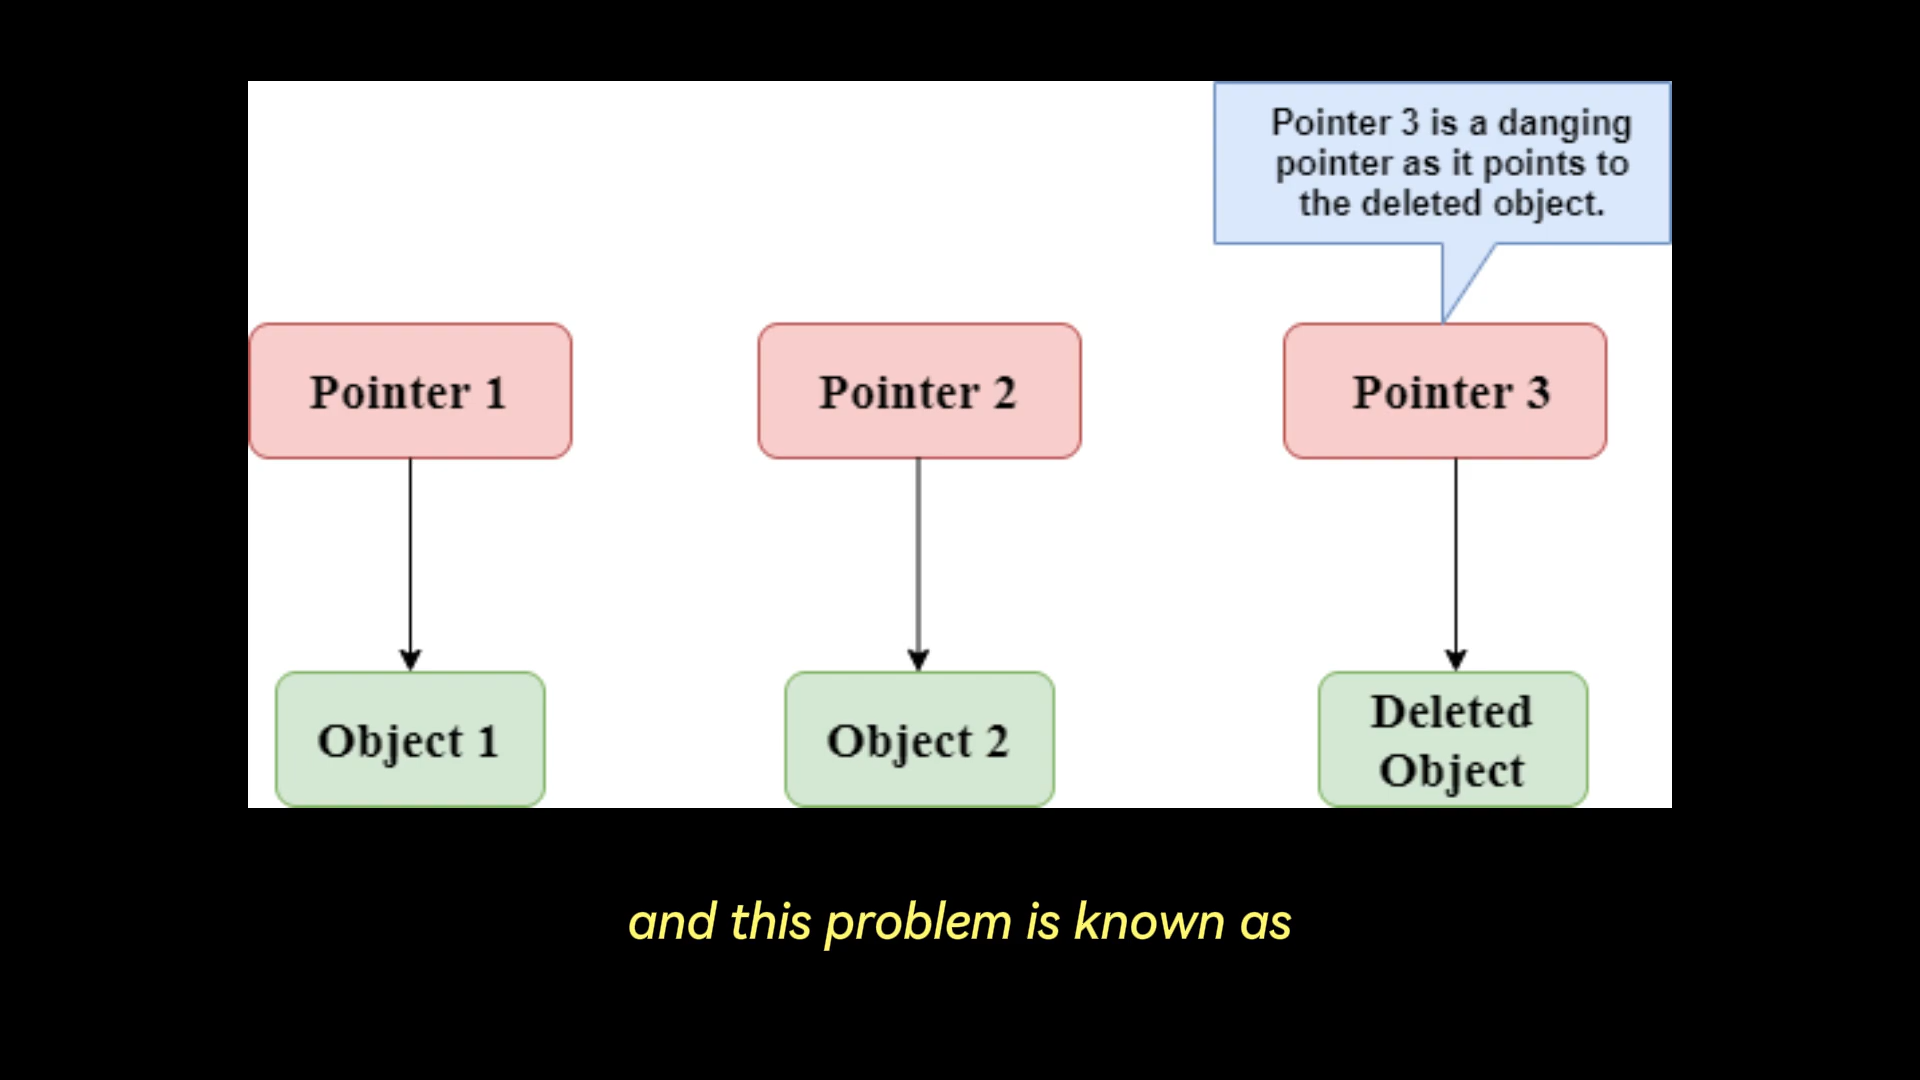 Pointer 3 is a danging
pointer as it points to
the deleted object.
Pointer 1
Pointer 2
Pointer 3
Object 1
Object 2
Deleted
Object
and this problem is known as